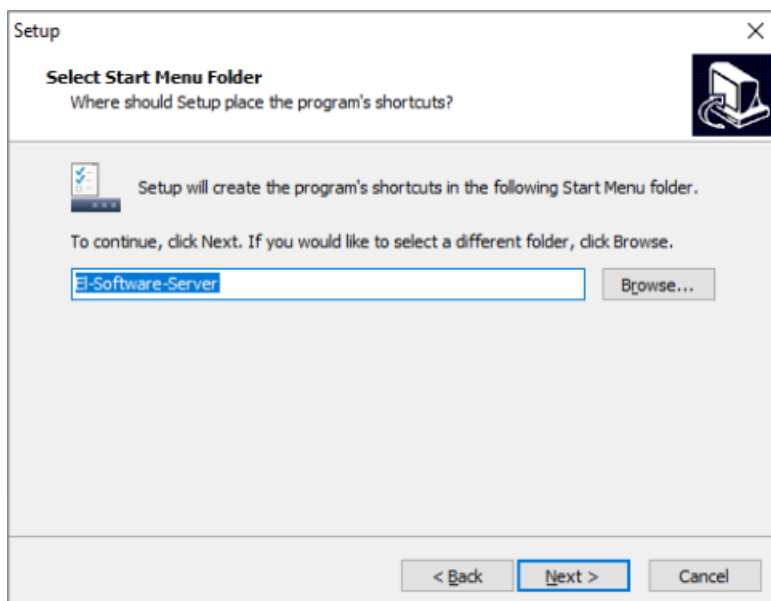 Setup
Select Start Menu Folder
Where should Setup place the program's shortcuts?
Setup will create the program's shortcuts in the following Start Menu folder.
To continue, click Next. If you would like to select a different folder, click Browse.
EI-Software-Server
Browse...
< Back
Next >
Cancel